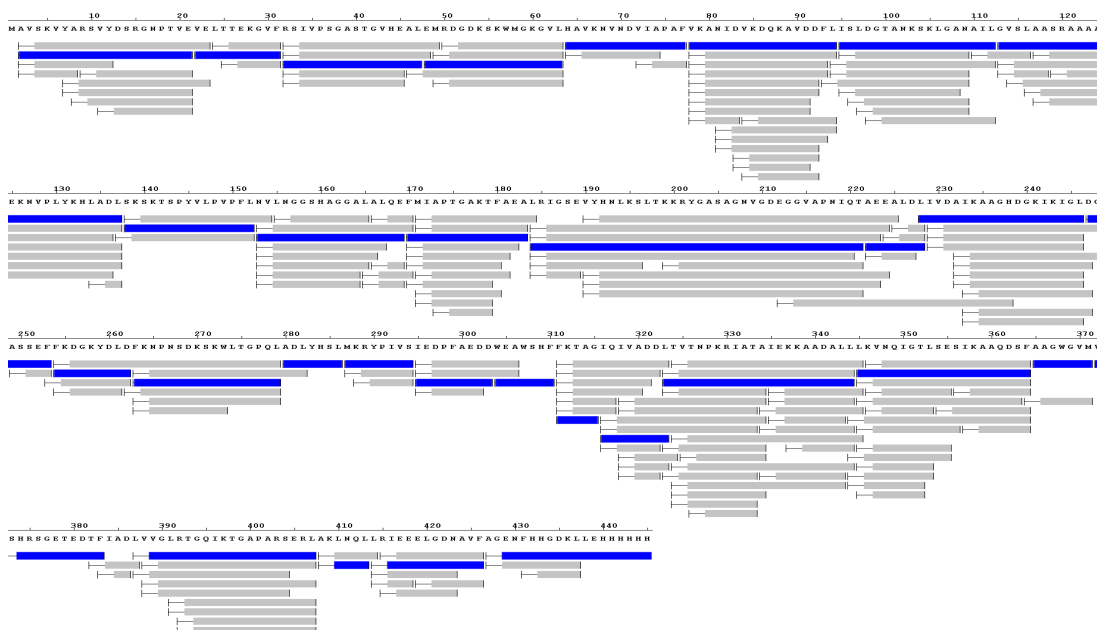 10 20 30 40 50 60 70 80 90 100 110 120
MAVSKVYARSVYDSRGNPTVEVELTTEKGVFRSIVPSGASTGVHEALEMRDGDKSKWMGKGVLHAVKNVNDVIAPAFVKANIDVKDQKAVDDFLISLDGTANKSKLGANAILGVSLAASRAAAA
130 140 150 160 170 180 190 200 210 220 230 240
EKNVPLYKHLADLSKSKTSPYVLPVPFLNVLNGGSHAGGALALQEFMIAPTGAKTFAEALRIGSEVYHNLKSLTKKRYGASAGNVGDEGGVAPNIQTAEEALDLIVDAIKAAGHDGKIKIGLDC
250 260 270 280 290 300 310 320 330 340 350 360 370
ASSEFFKDGKYDLDFKNPNSDKSKWLTGPQLADLYHSLMKRYPIVSIEDPFAEDDWEAWSHFFKTAGIQIVADDLTVTNPKRIATAIEKKAADALLLKVNQIGTLSESIKAAQDSFAAGWGVMV
380 390 400 410 420 430 440
SHRSGETEDTFIADLVVGLRTGQIKTGAPARSERLAKLNQLLRIEEELGDNAVFAGENFHHGDKLLEHHHHHH